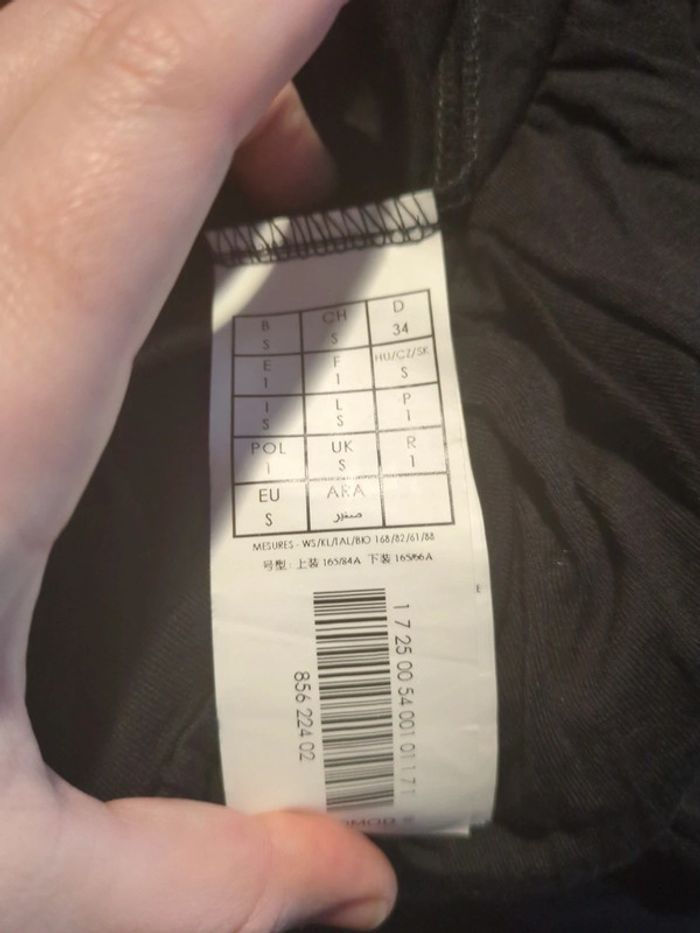 B CH D
S S 34
E F HU/CZ/SK
1 1 S
I L P
S S 1
POL UK R
1 S 1
EU ARA
S صغير
MESURES - WS/KL/TAL/BIO 168/82/61/88
号型: 上装 165/84A 下装 165/66A
1 7 25 00 54 001 01 1 7 1
856 224 02